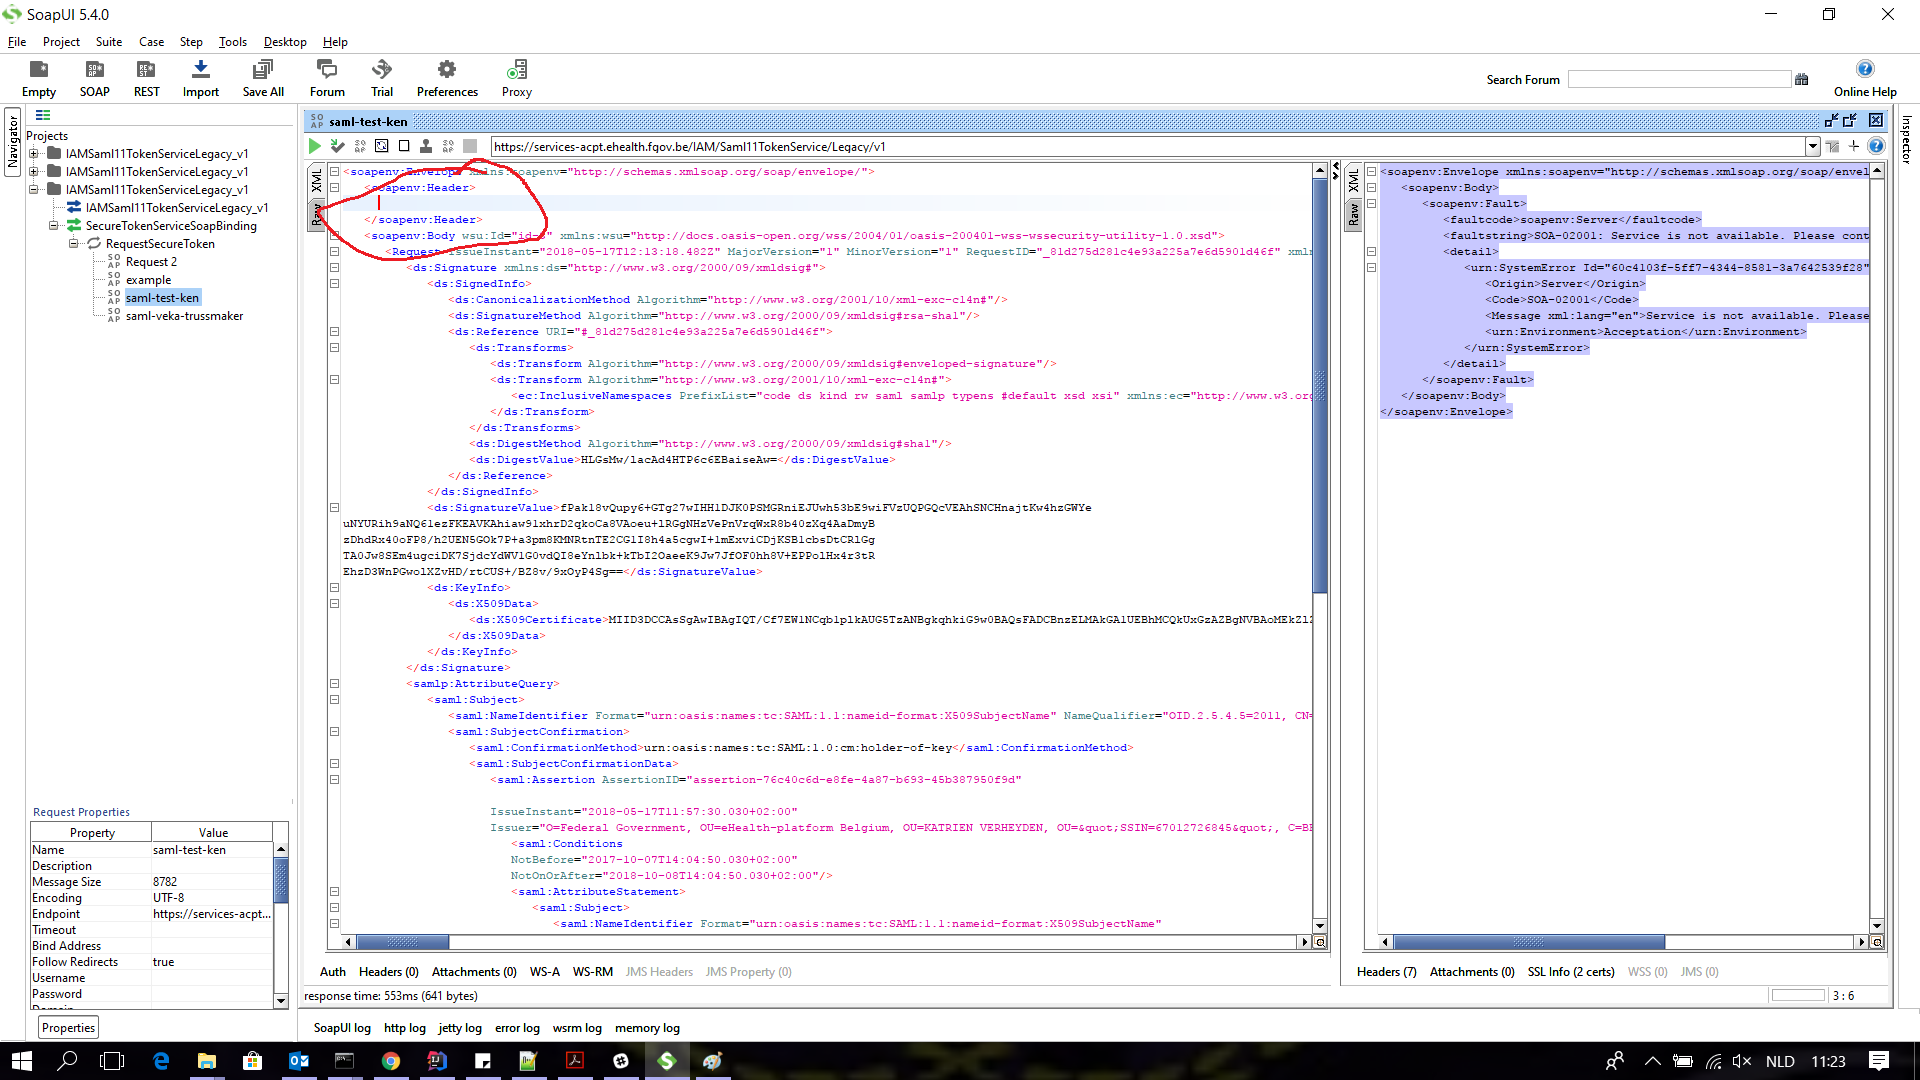 SoapUI 5.4.0
File Project Suite Case Step Tools Desktop Help
Empty SOAP REST Import Save All Forum Trial Preferences Proxy
Search Forum
Online Help
Navigator
Projects
IAMSaml11TokenServiceLegacy_v1
IAMSaml11TokenServiceLegacy_v1
IAMSaml11TokenServiceLegacy_v1
IAMSaml11TokenServiceLegacy_v1
SecureTokenServiceSoapBinding
RequestSecureToken
Request 2
example
saml-test-ken
saml-veka-trussmaker
Request Properties
Property Value
Name saml-test-ken
Description
Message Size 8782
Encoding UTF-8
Endpoint https://services-acpt...
Timeout
Bind Address
Follow Redirects true
Username
Password
Properties
saml-test-ken
https://services-acpt.ehealth.fgov.be/IAM/Saml11TokenService/Legacy/v1
XML
Raw
<soapenv:Envelope xmlns:soapenv="http://schemas.xmlsoap.org/soap/envelope/">
<soapenv:Header>
</soapenv:Header>
<soapenv:Body wsu:Id="id-" xmlns:wsu="http://docs.oasis-open.org/wss/2004/01/oasis-200401-wss-wssecurity-utility-1.0.xsd">
<Request IssueInstant="2018-05-17T12:13:18.482Z" MajorVersion="1" MinorVersion="1" RequestID="_81d275d281c4e93a225a7e6d5901d46f" xmln
<ds:Signature xmlns:ds="http://www.w3.org/2000/09/xmldsig#">
<ds:SignedInfo>
<ds:CanonicalizationMethod Algorithm="http://www.w3.org/2001/10/xml-exc-c14n#"/>
<ds:SignatureMethod Algorithm="http://www.w3.org/2000/09/xmldsig#rsa-sha1"/>
<ds:Reference URI="#_81d275d281c4e93a225a7e6d5901d46f">
<ds:Transforms>
<ds:Transform Algorithm="http://www.w3.org/2000/09/xmldsig#enveloped-signature"/>
<ds:Transform Algorithm="http://www.w3.org/2001/10/xml-exc-c14n#">
<ec:InclusiveNamespaces PrefixList="code ds kind rw saml samlp typens #default xsd xsi" xmlns:ec="http://www.w3.org
</ds:Transform>
</ds:Transforms>
<ds:DigestMethod Algorithm="http://www.w3.org/2000/09/xmldsig#sha1"/>
<ds:DigestValue>HLGsMw/lacAd4HTP6c6EBaiseAw=</ds:DigestValue>
</ds:Reference>
</ds:SignedInfo>
<ds:SignatureValue>fPak18vQupy6+GTg27wIHH1DJK0PSMGRniEJUwh53bE9wiFVzUQPGQcVEAhSNCHnajtKw4hzGWYe
uNYURih9aNQ61ezFKEAVKAhiaw91xhrD2qkoCa8VAoeu+lRGgNHzVePnVrqWxR8b40zXq4AaDmyB
zDhdRx40oFP8/h2UEN5GOk7P+a3pm8KMNRtnTE2CG1I8h4a5cgwI+lmExviCDjKSBlcbsDtCRlGg
TA0Jw8SEm4ugciDK7SjdcYdWV1G0vdQI8eYnlbk+kTbI2OaeeK9Jw7JfOF0hh8V+EPPolHx4r3tR
EhzD3WnPGwolXZvHD/rtCUS+/BZ8v/9xOyP4Sg==</ds:SignatureValue>
<ds:KeyInfo>
<ds:X509Data>
<ds:X509Certificate>MIID3DCCAsSgAwIBAgIQT/Cf7EW1NCqb1plkAUG5TzANBgkqhkiG9w0BAQsFADCBnzELMAkGA1UEBhMCQkUxGzAZBgNVBAoMEkZl2
</ds:X509Data>
</ds:KeyInfo>
</ds:Signature>
<samlp:AttributeQuery>
<saml:Subject>
<saml:NameIdentifier Format="urn:oasis:names:tc:SAML:1.1:nameid-format:X509SubjectName" NameQualifier="OID.2.5.4.5=2011, CN=
<saml:SubjectConfirmation>
<saml:ConfirmationMethod>urn:oasis:names:tc:SAML:1.0:cm:holder-of-key</saml:ConfirmationMethod>
<saml:SubjectConfirmationData>
<saml:Assertion AssertionID="assertion-76c40c6d-e8fe-4a87-b693-45b387950f9d"
IssueInstant="2018-05-17T11:57:30.030+02:00"
Issuer="O=Federal Government, OU=eHealth-platform Belgium, OU=KATRIEN VERHEYDEN, OU=&quot;SSIN=67012726845&quot;, C=BE
<saml:Conditions
NotBefore="2017-10-07T14:04:50.030+02:00"
NotOnOrAfter="2018-10-08T14:04:50.030+02:00"/>
<saml:AttributeStatement>
<saml:Subject>
<saml:NameIdentifier Format="urn:oasis:names:tc:SAML:1.1:nameid-format:X509SubjectName"
Auth Headers (0) Attachments (0) WS-A WS-RM JMS Headers JMS Property (0)
response time: 553ms (641 bytes)
XML
Raw
<soapenv:Envelope xmlns:soapenv="http://schemas.xmlsoap.org/soap/envel
<soapenv:Body>
<soapenv:Fault>
<faultcode>soapenv:Server</faultcode>
<faultstring>SOA-02001: Service is not available. Please cont
<detail>
<urn:SystemError Id="60c4103f-5ff7-4344-8581-3a7642539f28"
<Origin>Server</Origin>
<Code>SOA-02001</Code>
<Message xml:lang="en">Service is not available. Please
<urn:Environment>Acceptation</urn:Environment>
</urn:SystemError>
</detail>
</soapenv:Fault>
</soapenv:Body>
</soapenv:Envelope>
Headers (7) Attachments (0) SSL Info (2 certs) WSS (0) JMS (0)
3 : 6
Inspector
SoapUI log http log jetty log error log wsrm log memory log
NLD 11:23